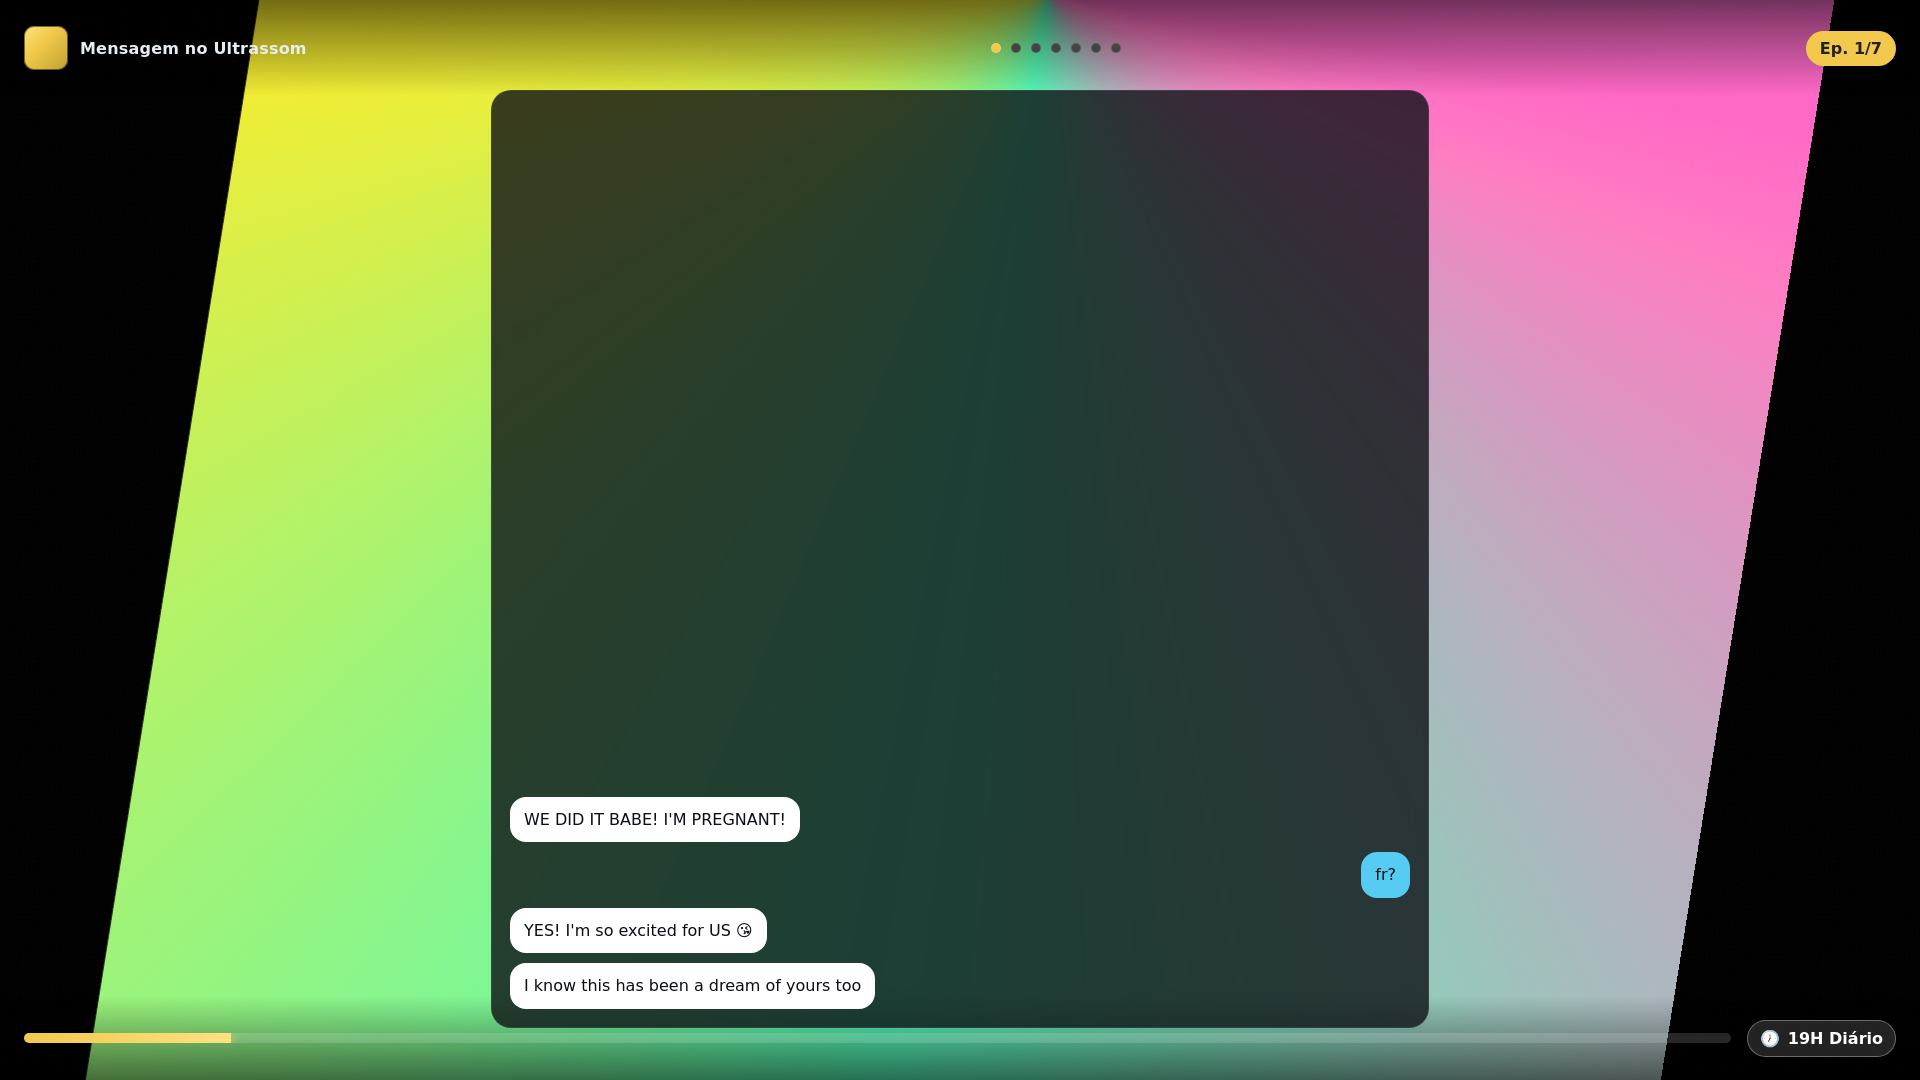 Mensagem no Ultrassom
Ep. 1/7
WE DID IT BABE! I'M PREGNANT!
fr?
YES! I'm so excited for US 😘
I know this has been a dream of yours too
🕖 19H Diário